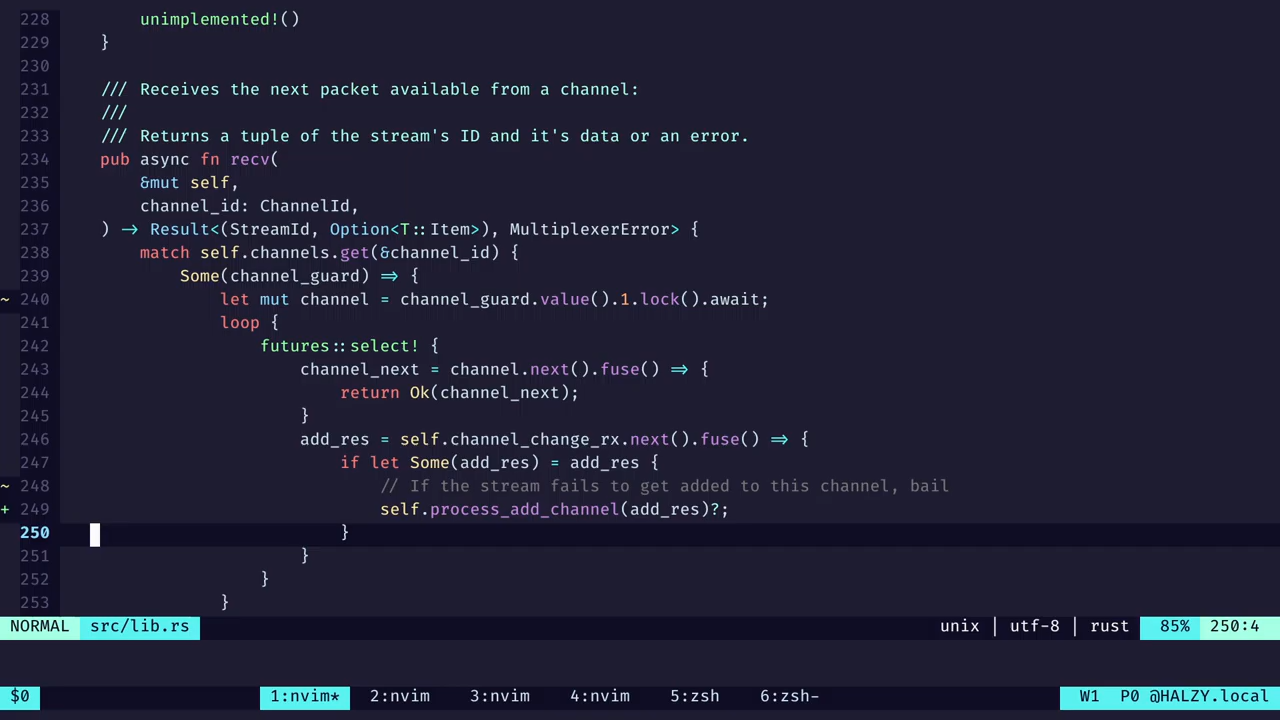 228         unimplemented!()
229     }
230
231     /// Receives the next packet available from a channel:
232     ///
233     /// Returns a tuple of the stream's ID and it's data or an error.
234     pub async fn recv(
235         &mut self,
236         channel_id: ChannelId,
237     ) -> Result<(StreamId, Option<T::Item>), MultiplexerError> {
238         match self.channels.get(&channel_id) {
239             Some(channel_guard) => {
~ 240                 let mut channel = channel_guard.value().1.lock().await;
241                 loop {
242                     futures::select! {
243                         channel_next = channel.next().fuse() => {
244                             return Ok(channel_next);
245                         }
246                         add_res = self.channel_change_rx.next().fuse() => {
247                             if let Some(add_res) = add_res {
~ 248                                 // If the stream fails to get added to this channel, bail
+ 249                                 self.process_add_channel(add_res)?;
250                             }
251                         }
252                     }
253                 }
NORMAL src/lib.rs unix | utf-8 | rust 85% 250:4
$0 1:nvim* 2:nvim 3:nvim 4:nvim 5:zsh 6:zsh- W1 P0 @HALZY.local